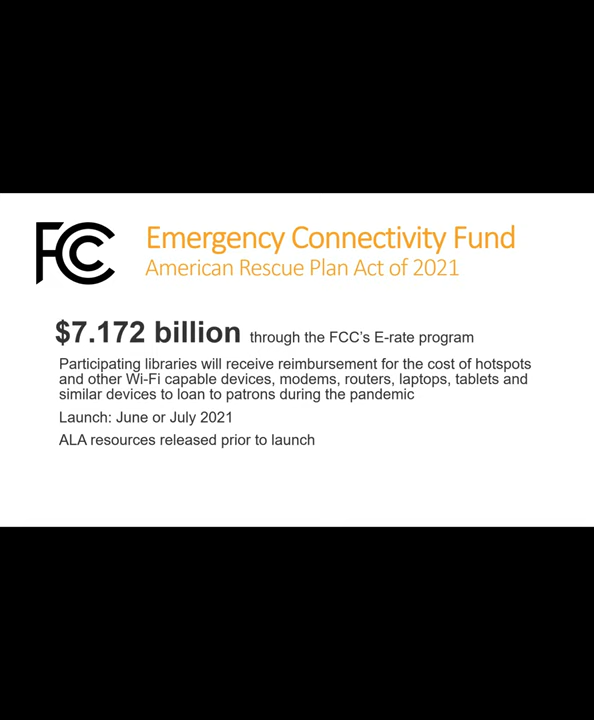 FCC
Emergency Connectivity Fund
American Rescue Plan Act of 2021
$7.172 billion through the FCC's E-rate program
Participating libraries will receive reimbursement for the cost of hotspots
and other Wi-Fi capable devices, modems, routers, laptops, tablets and
similar devices to loan to patrons during the pandemic
Launch: June or July 2021
ALA resources released prior to launch